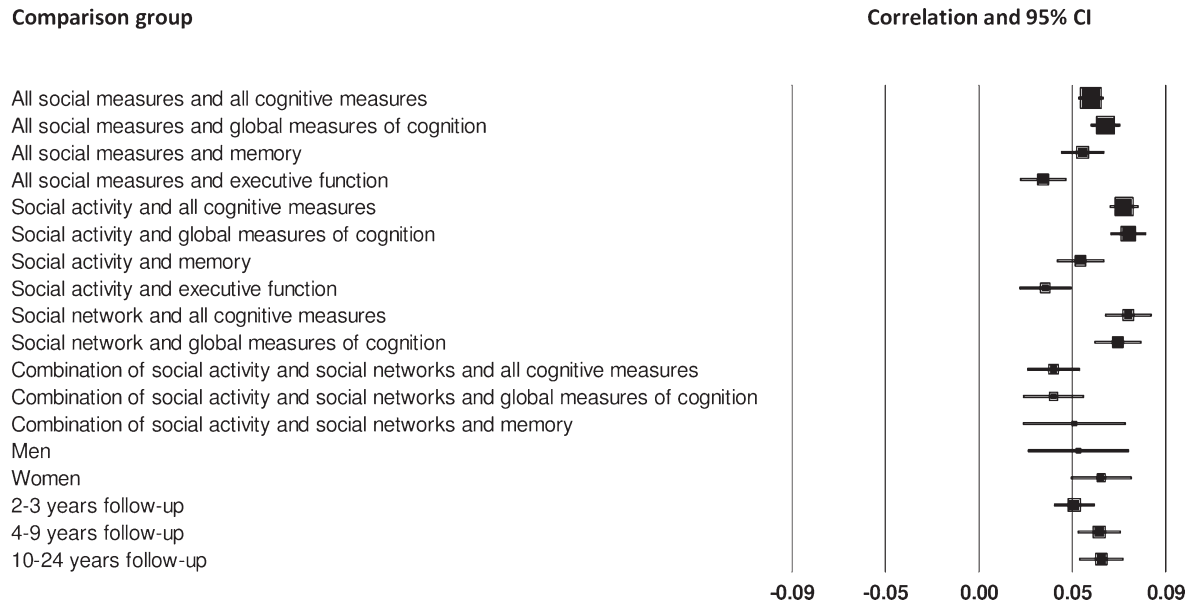 Comparison group
Correlation and 95% CI
All social measures and all cognitive measures
All social measures and global measures of cognition
All social measures and memory
All social measures and executive function
Social activity and all cognitive measures
Social activity and global measures of cognition
Social activity and memory
Social activity and executive function
Social network and all cognitive measures
Social network and global measures of cognition
Combination of social activity and social networks and all cognitive measures
Combination of social activity and social networks and global measures of cognition
Combination of social activity and social networks and memory
Men
Women
2-3 years follow-up
4-9 years follow-up
10-24 years follow-up
-0.09 -0.05 0.00 0.05 0.09